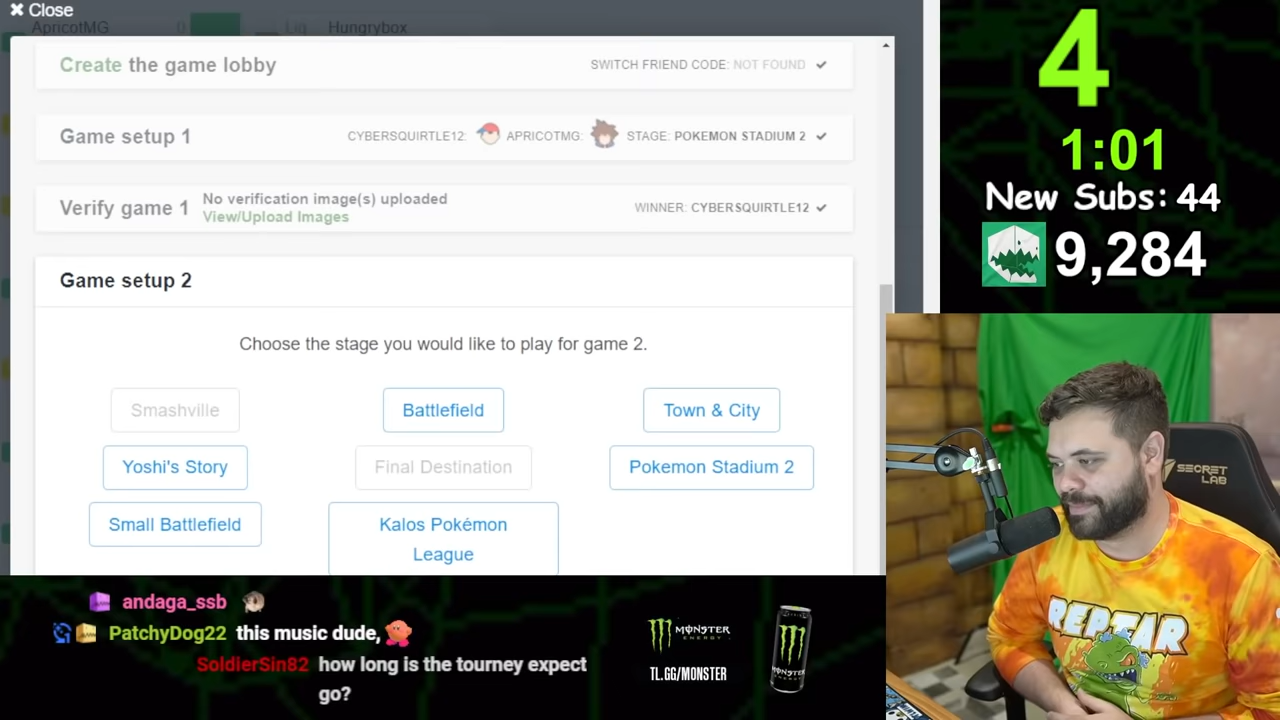 ✖ Close
ApricotMG 0 Liq Hungrybox
Create the game lobby
SWITCH FRIEND CODE: NOT FOUND ✔
Game setup 1
CYBERSQUIRTLE12: APRICOTMG: STAGE: POKEMON STADIUM 2 ✔
Verify game 1
No verification image(s) uploaded
View/Upload Images
WINNER: CYBERSQUIRTLE12 ✔
Game setup 2
Choose the stage you would like to play for game 2.
Smashville
Battlefield
Town & City
Yoshi's Story
Final Destination
Pokemon Stadium 2
Small Battlefield
Kalos Pokémon
League
4
1:01
New Subs: 44
9,284
SECRET
LAB
REPTAR
andaga_ssb
PatchyDog22 this music dude,
SoldierSin82 how long is the tourney expect
go?
MONSTER
ENERGY
TL.GG/MONSTER
MONSTER